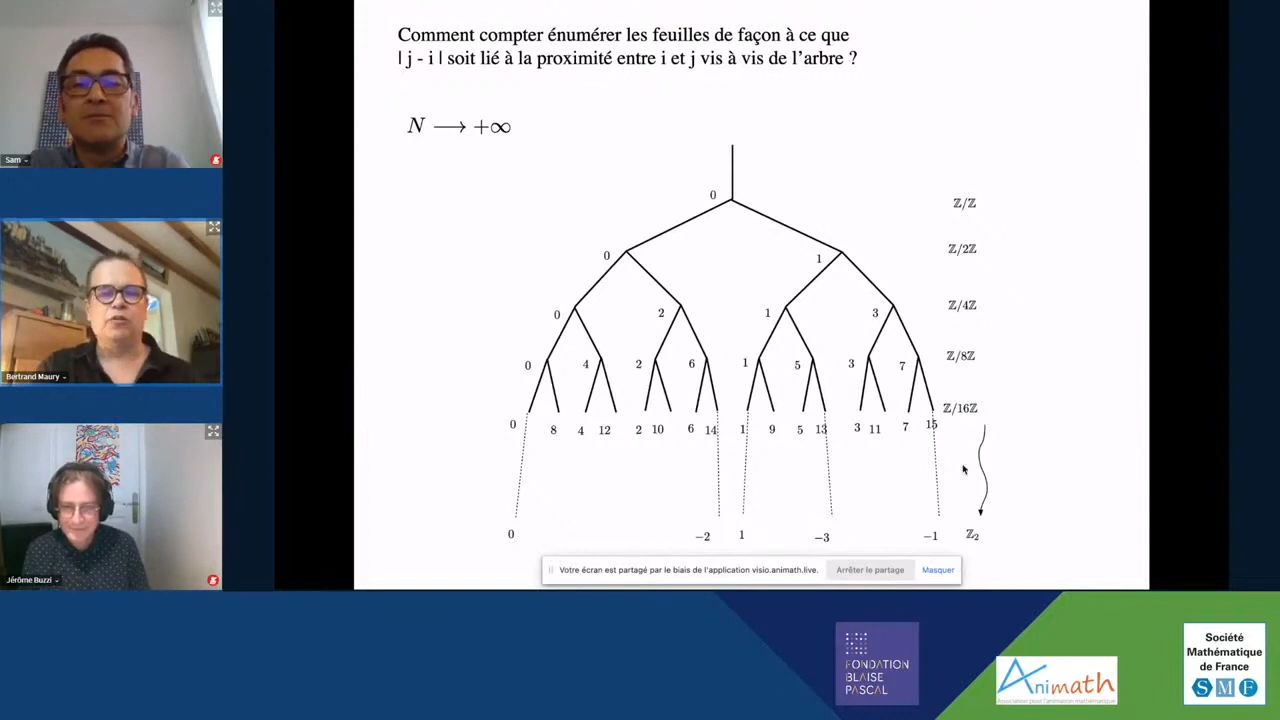 Sam
Bertrand Maury
Jérôme Buzzi
Comment compter énumérer les feuilles de façon à ce que
| j - i | soit lié à la proximité entre i et j vis à vis de l'arbre ?
N ⟶ +∞
0 ℤ/ℤ
0 1 ℤ/2ℤ
0 2 1 3 ℤ/4ℤ
0 4 2 6 1 5 3 7 ℤ/8ℤ
ℤ/16ℤ
0 8 4 12 2 10 6 14 1 9 5 13 3 11 7 15
0 −2 1 −3 −1 ℤ₂
Votre écran est partagé par le biais de l'application visio.animath.live. Arrêter le partage Masquer
FONDATION
BLAISE
PASCAL
Animath
Association pour l'animation mathématique
Société
Mathématique
de France
S M F